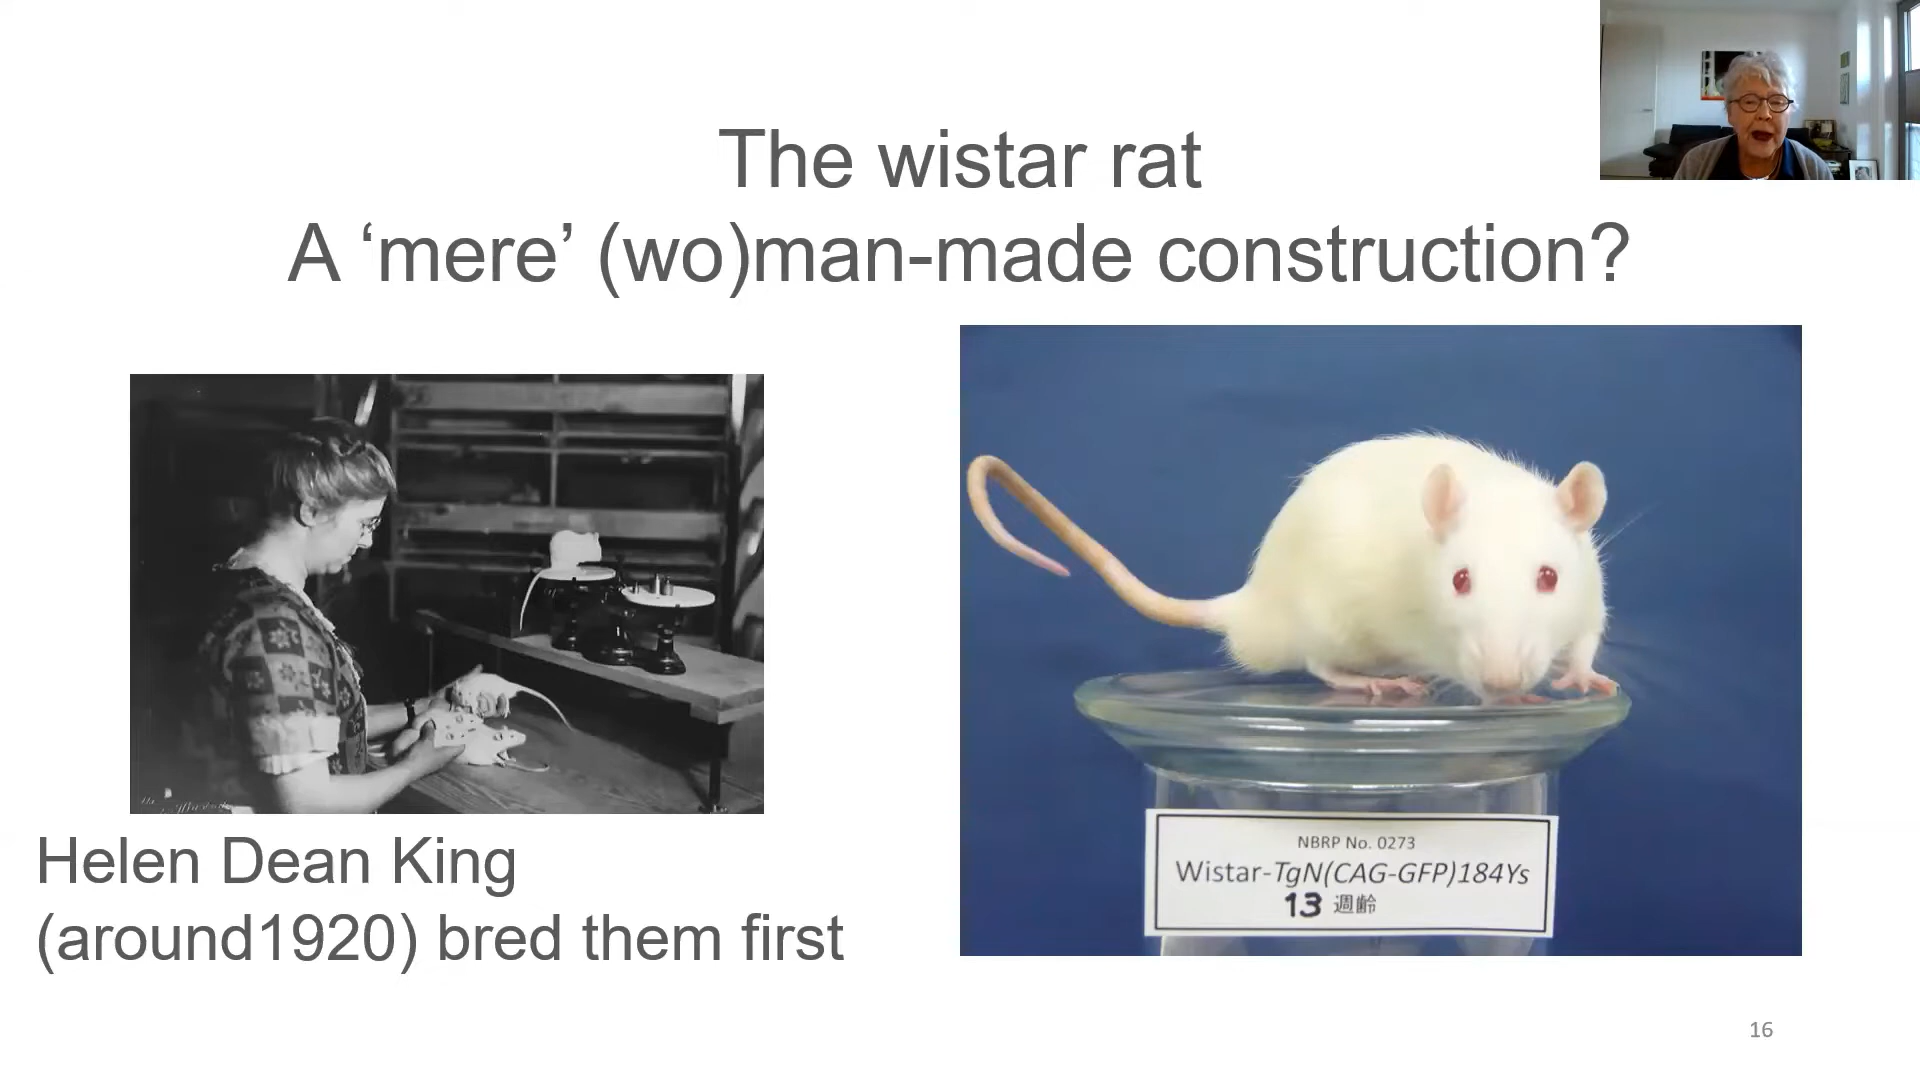 The wistar rat
A ‘mere’ (wo)man-made construction?
Helen Dean King
(around1920) bred them first
NBRP No. 0273
Wistar-TgN(CAG-GFP)184Ys
13 週齢
16